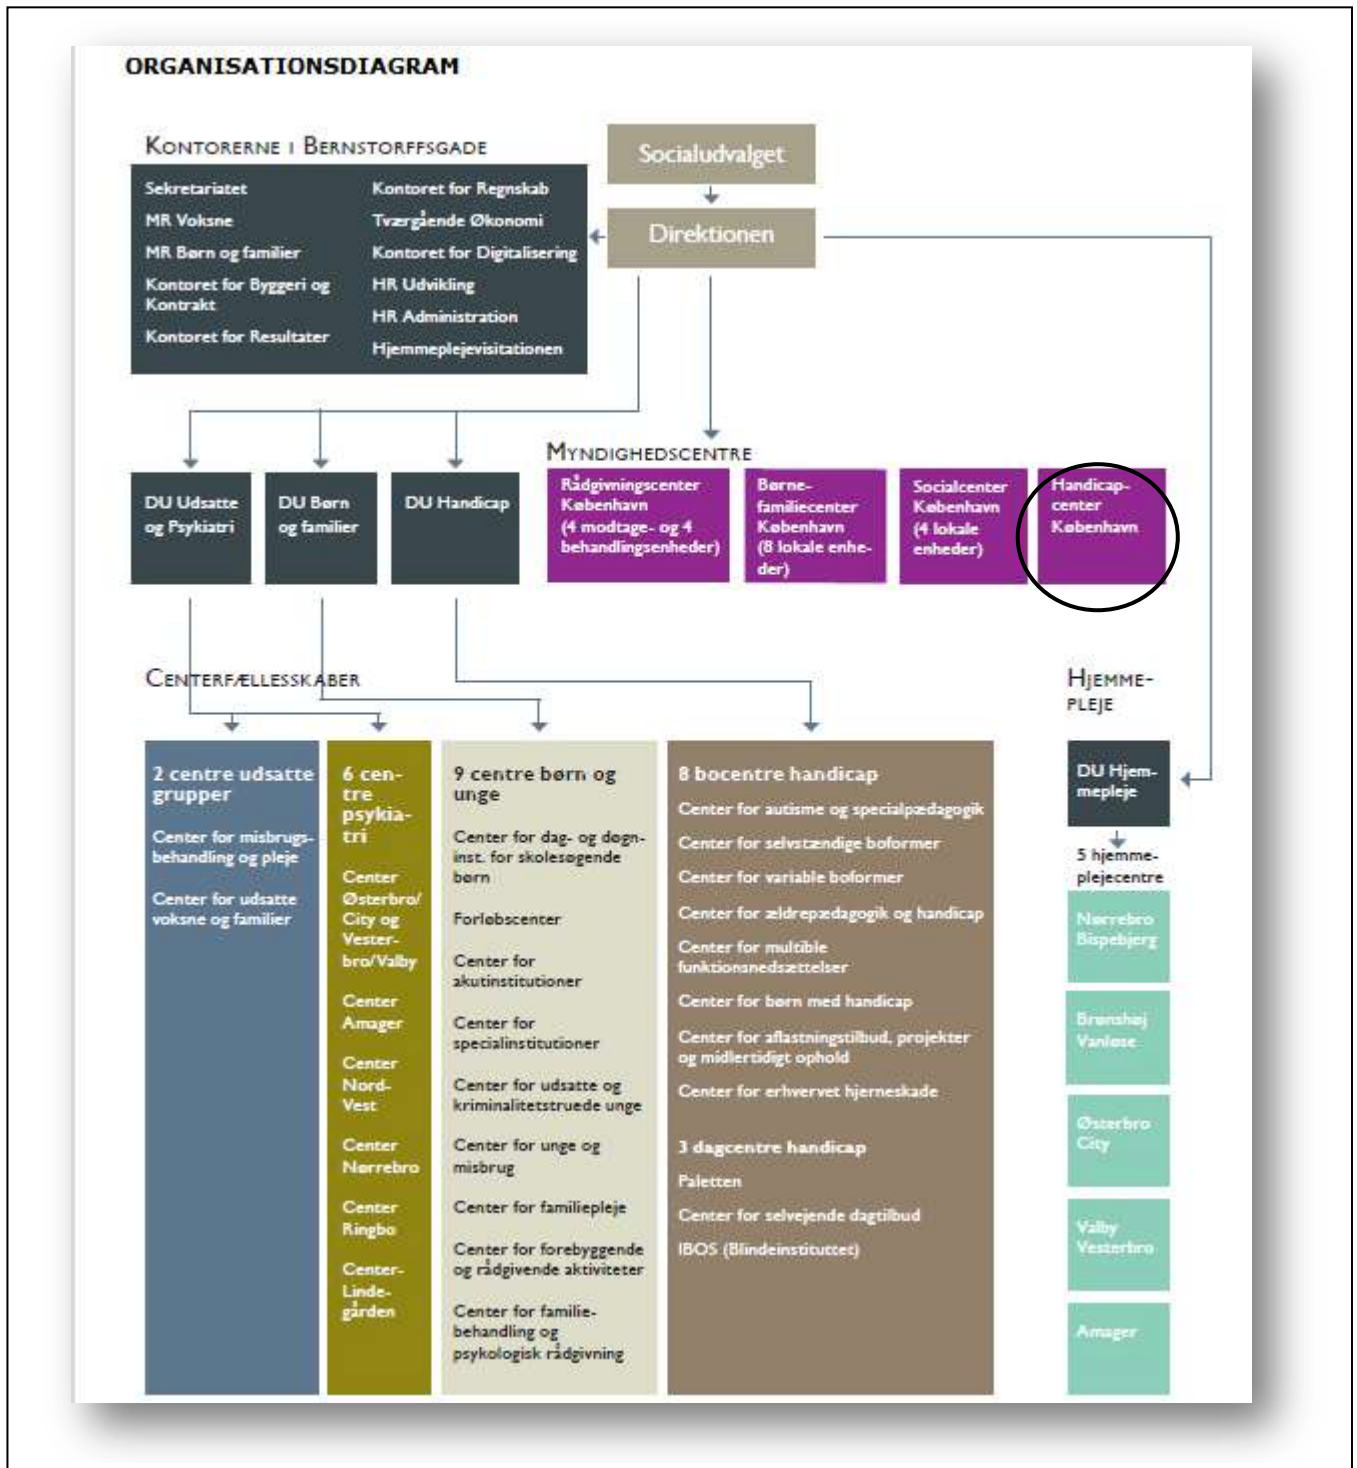 ORGANISATIONSDIAGRAM
KONTORERNE I BERNSTORFFSGADE
Sekretariatet
MR Voksne
MR Børn og familier
Kontoret for Byggeri og
Kontrakt
Kontoret for Resultater
Kontoret for Regnskab
Tværgående Økonomi
Kontoret for Digitalisering
HR Udvikling
HR Administration
Hjemmeplejevisitationen
Socialudvalget
Direktionen
DU Udsatte
og Psykiatri
DU Børn
og familier
DU Handicap
MYNDIGHEDSCENTRE
Rådgivningscenter
København
(4 modtage- og 4
behandlingsenheder)
Børne-
familiecenter
København
(8 lokale enhe-
der)
Socialcenter
København
(4 lokale
enheder)
Handicap-
center
København
CENTERFÆLLESSKABER
2 centre udsatte
grupper
Center for misbrugs-
behandling og pleje
Center for udsatte
voksne og familier
6 cen-
tre
psykia-
tri
Center
Østerbro/
City og
Vester-
bro/Valby
Center
Amager
Center
Nord-
Vest
Center
Nørrebro
Center
Ringbo
Center-
Linde-
gården
9 centre børn og
unge
Center for dag- og døgn-
inst. for skolesøgende
børn
Forløbscenter
Center for
akutinstitutioner
Center for
specialinstitutioner
Center for udsatte og
kriminalitetstruede unge
Center for unge og
misbrug
Center for familiepleje
Center for forebyggende
og rådgivende aktiviteter
Center for familie-
behandling og
psykologisk rådgivning
8 bocentre handicap
Center for autisme og specialpædagogik
Center for selvstændige boformer
Center for variable boformer
Center for ældrepædagogik og handicap
Center for multible
funktionsnedsættelser
Center for børn med handicap
Center for aflastningstilbud, projekter
og midlertidigt ophold
Center for erhvervet hjerneskade
3 dagcentre handicap
Paletten
Center for selvejende dagtilbud
IBOS (Blindeinstituttet)
HJEMME-
PLEJE
DU Hjem-
mepleje
5 hjemme-
plejecentre
Nørrebro
Bispebjerg
Brønshøj
Vanløse
Østerbro
City
Valby
Vesterbro
Amager